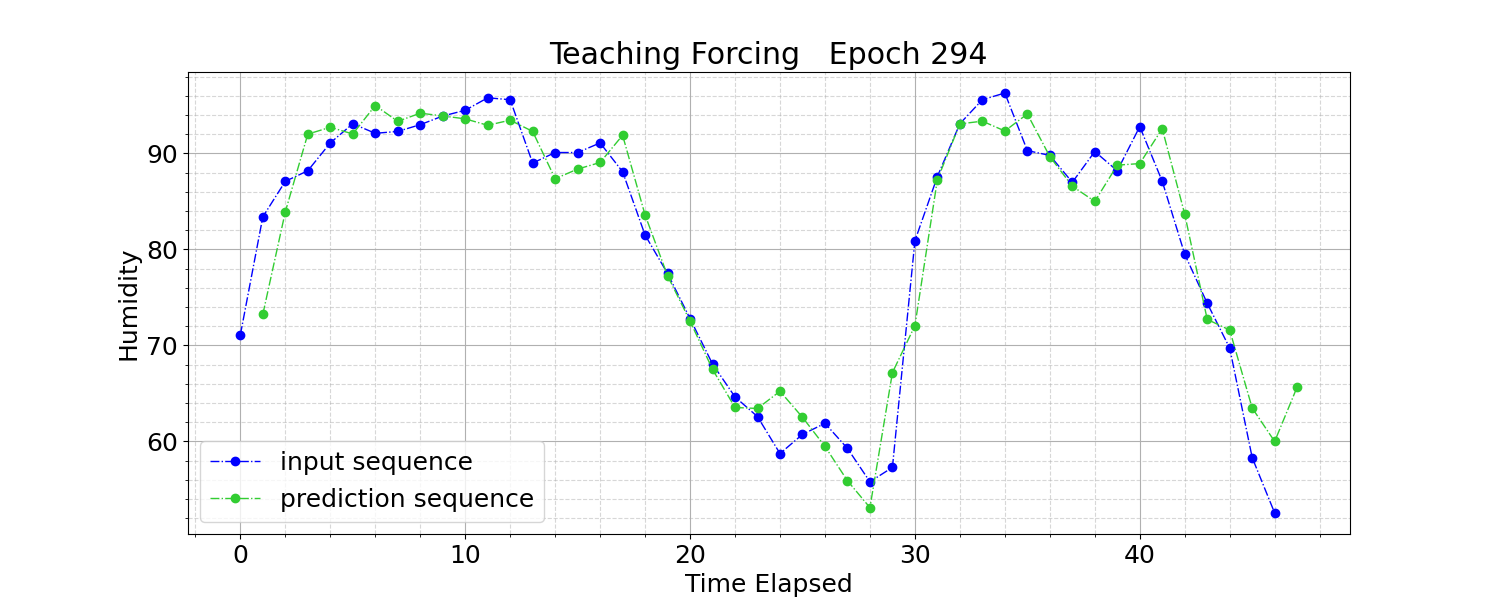 Teaching Forcing   Epoch 294
Humidity
90
80
70
60
input sequence
prediction sequence
0 10 20 30 40
Time Elapsed